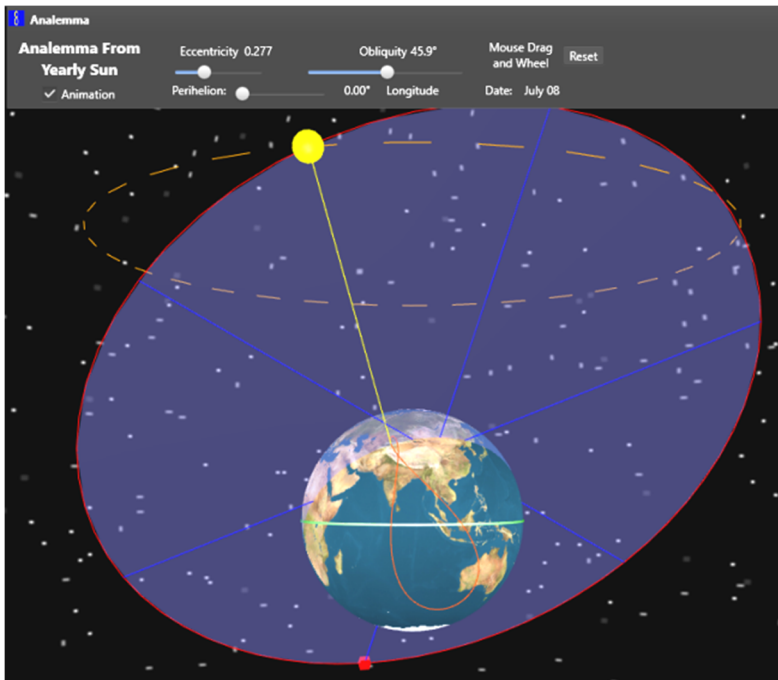 Analemma
Analemma From
Yearly Sun
Animation
Eccentricity 0.277
Obliquity 45.9°
Mouse Drag
and Wheel
Reset
Perihelion:
0.00°
Longitude
Date: July 08